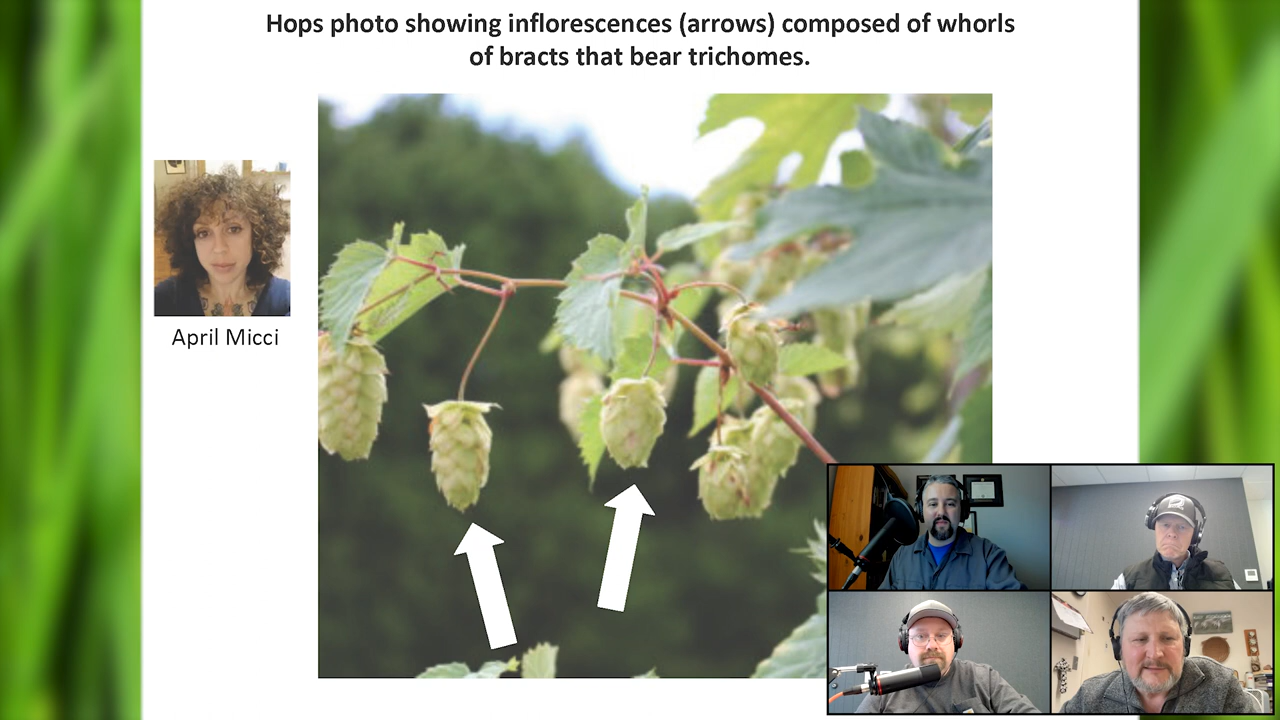 Hops photo showing inflorescences (arrows) composed of whorls
of bracts that bear trichomes.
April Micci